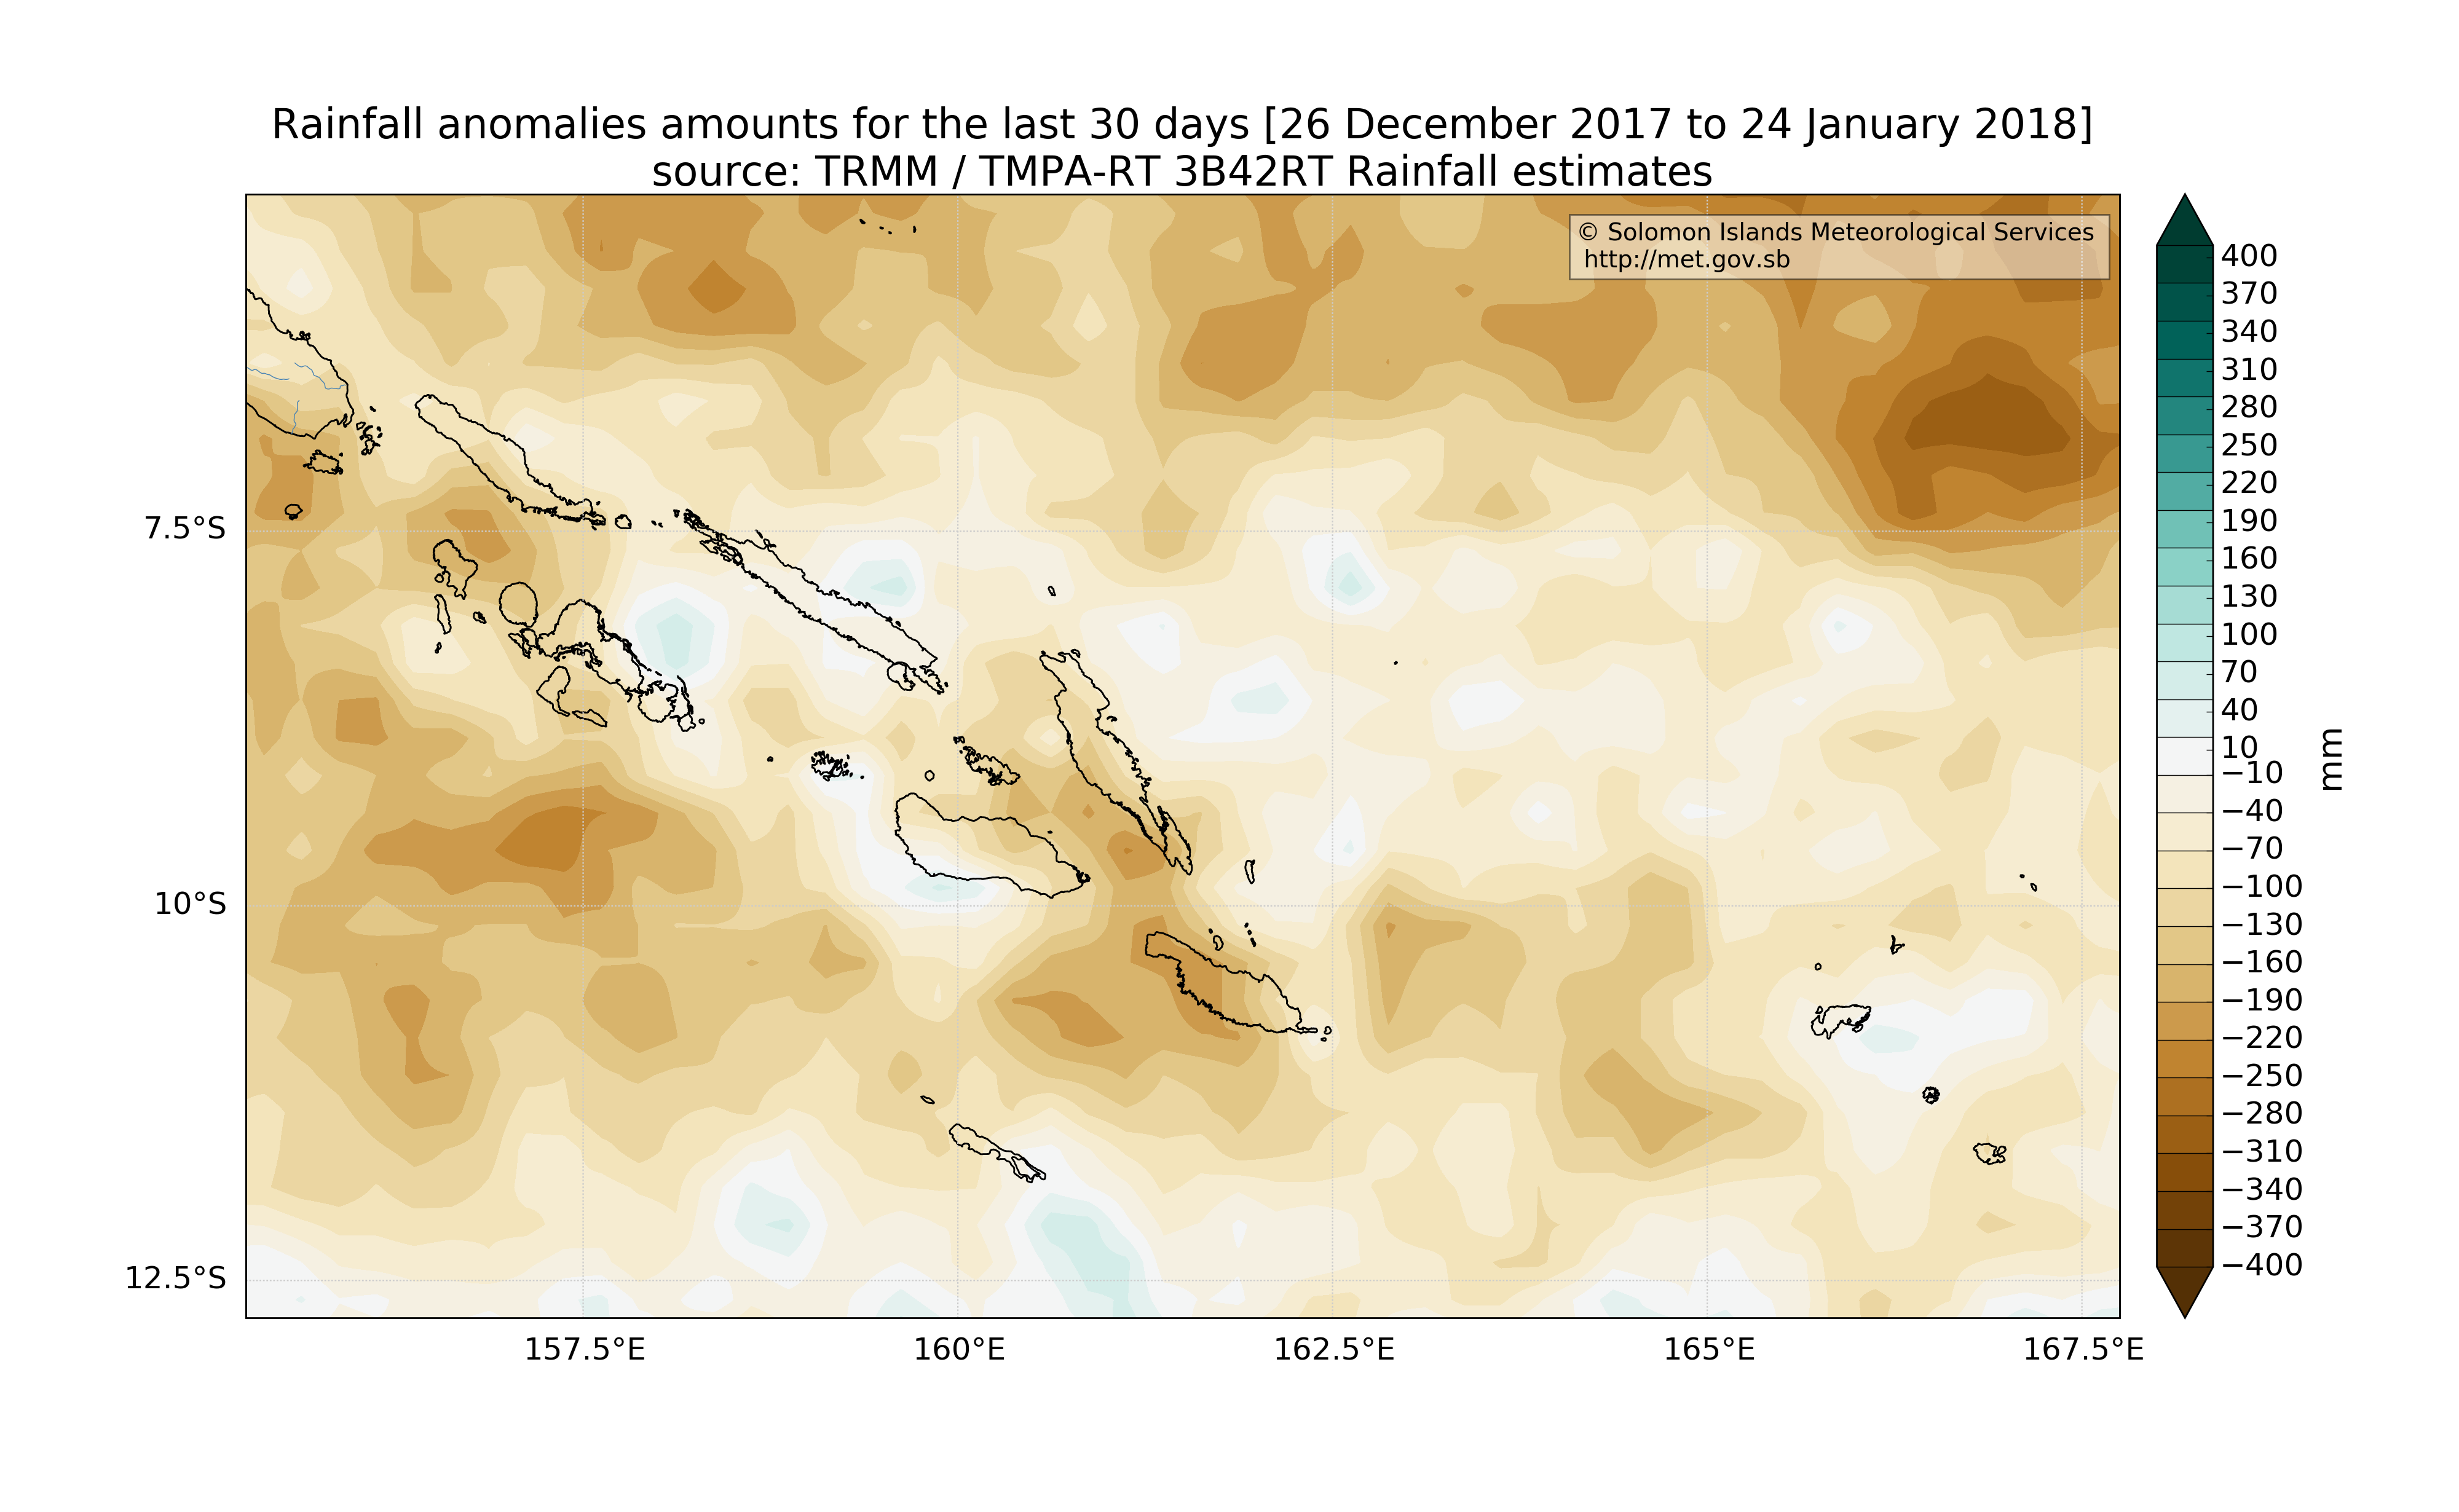 Rainfall anomalies amounts for the last 30 days [26 December 2017 to 24 January 2018]
source: TRMM / TMPA-RT 3B42RT Rainfall estimates
© Solomon Islands Meteorological Services
http://met.gov.sb
7.5°S
10°S
12.5°S
157.5°E
160°E
162.5°E
165°E
167.5°E
400
370
340
310
280
250
220
190
160
130
100
70
40
10
−10
−40
−70
−100
−130
−160
−190
−220
−250
−280
−310
−340
−370
−400
mm